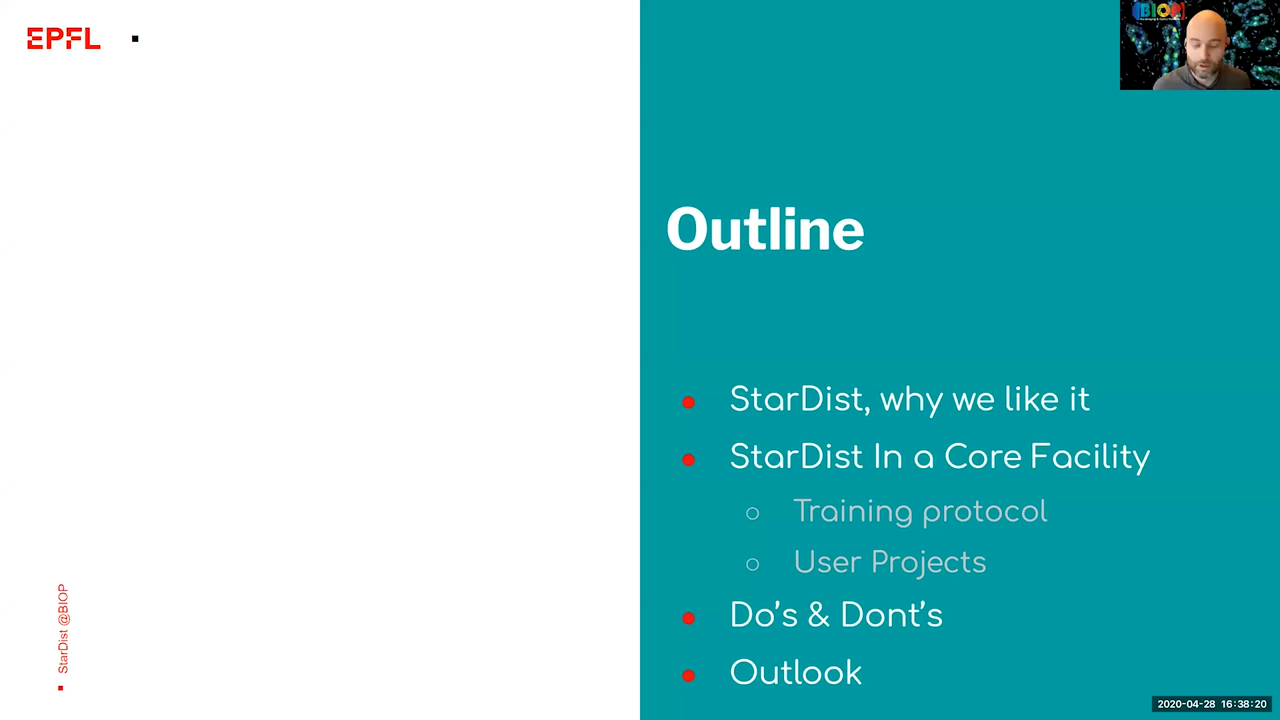 EPFL
BIOP
Outline
StarDist, why we like it
StarDist In a Core Facility
Training protocol
User Projects
Do's & Dont's
Outlook
StarDist @BIOP
2020-04-28 16:38:20